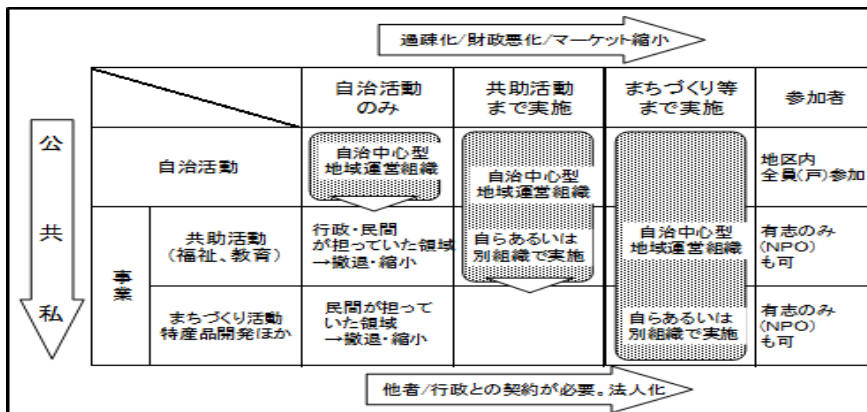 過疎化/財政悪化/マーケット縮小
自治活動
のみ
共助活動
まで実施
まちづくり等
まで実施
参加者
公
共
私
自治活動
自治中心型
地域運営組織
自治中心型
地域運営組織
自らあるいは
別組織で実施
自治中心型
地域運営組織
自らあるいは
別組織で実施
地区内
全員(戸)参加
事
業
共助活動
(福祉、教育)
行政・民間
が担っていた領域
→撤退・縮小
有志のみ
(NPO)
も可
まちづくり活動
特産品開発ほか
民間が担って
いた領域
→撤退・縮小
有志のみ
(NPO)
も可
他者/行政との契約が必要。法人化